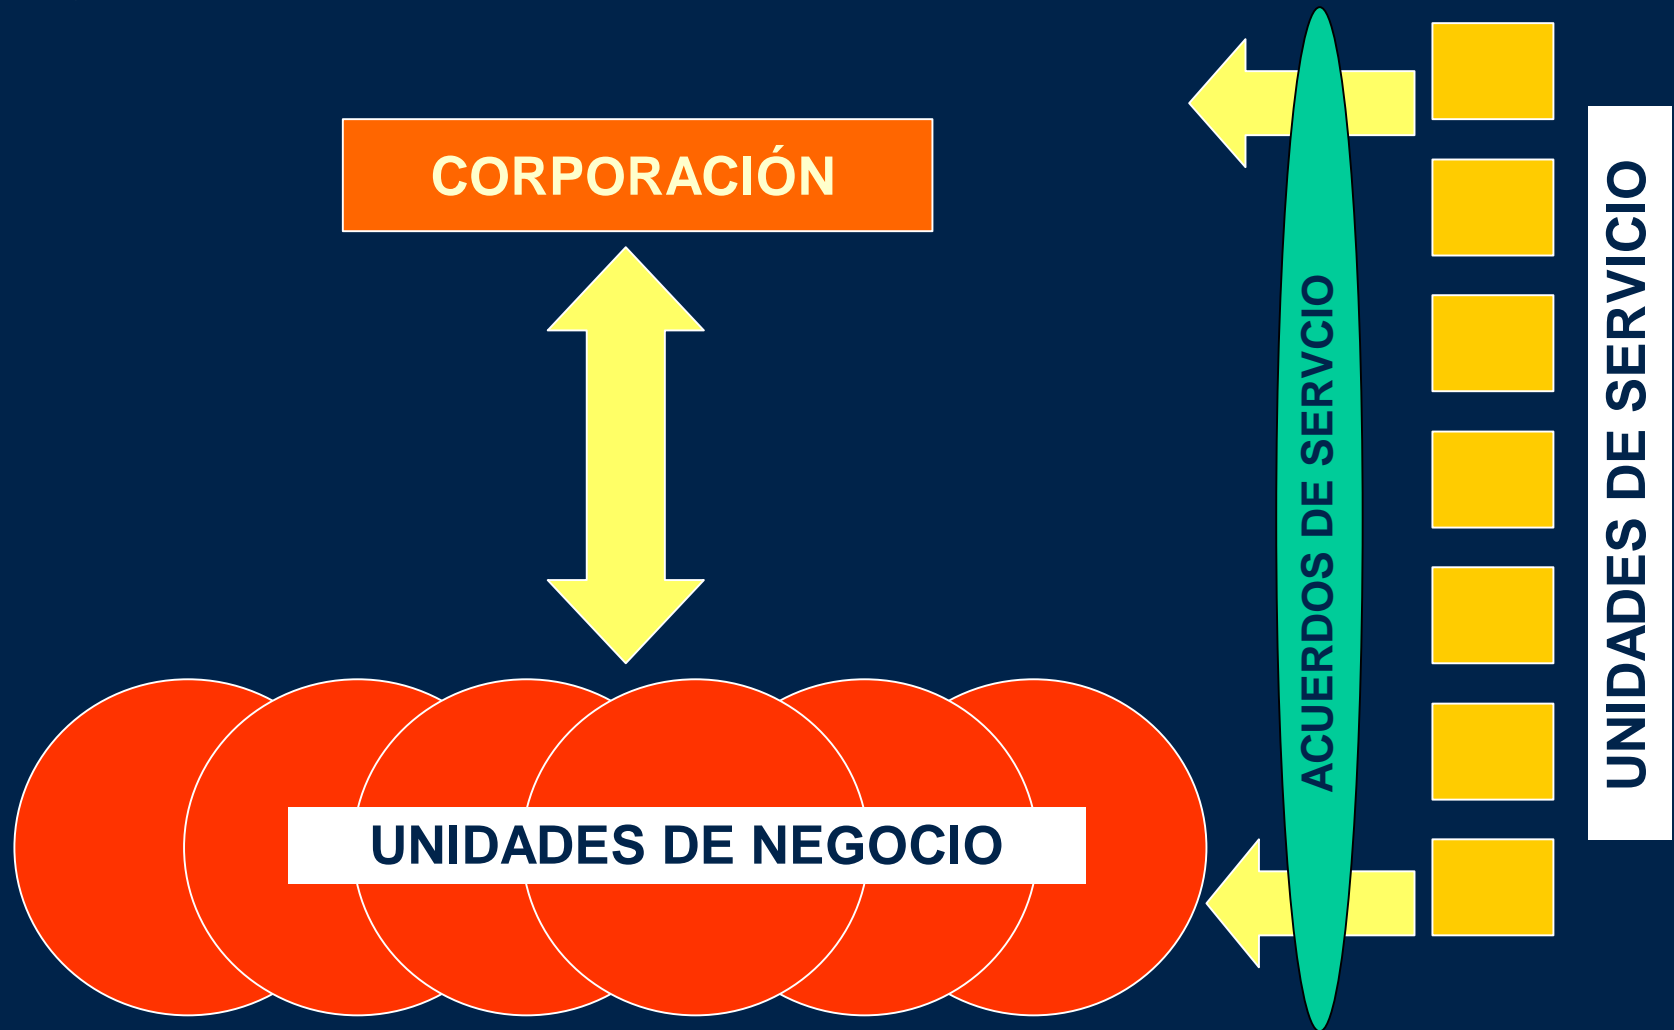 CORPORACIÓN
UNIDADES DE NEGOCIO
ACUERDOS DE SERVCIO
UNIDADES DE SERVICIO